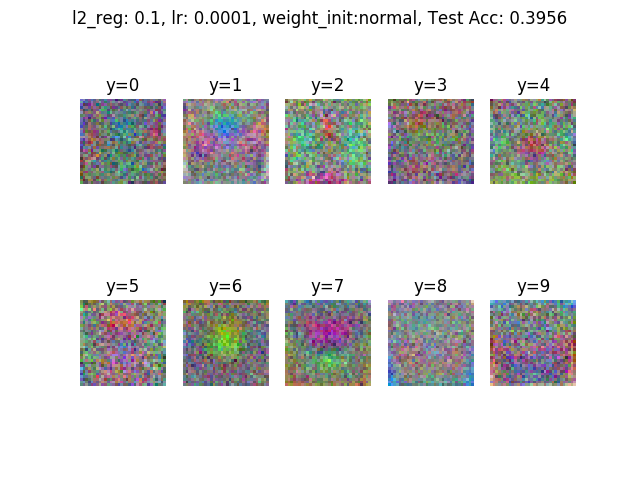 l2_reg: 0.1, lr: 0.0001, weight_init:normal, Test Acc: 0.3956
y=0 y=1 y=2 y=3 y=4
y=5 y=6 y=7 y=8 y=9